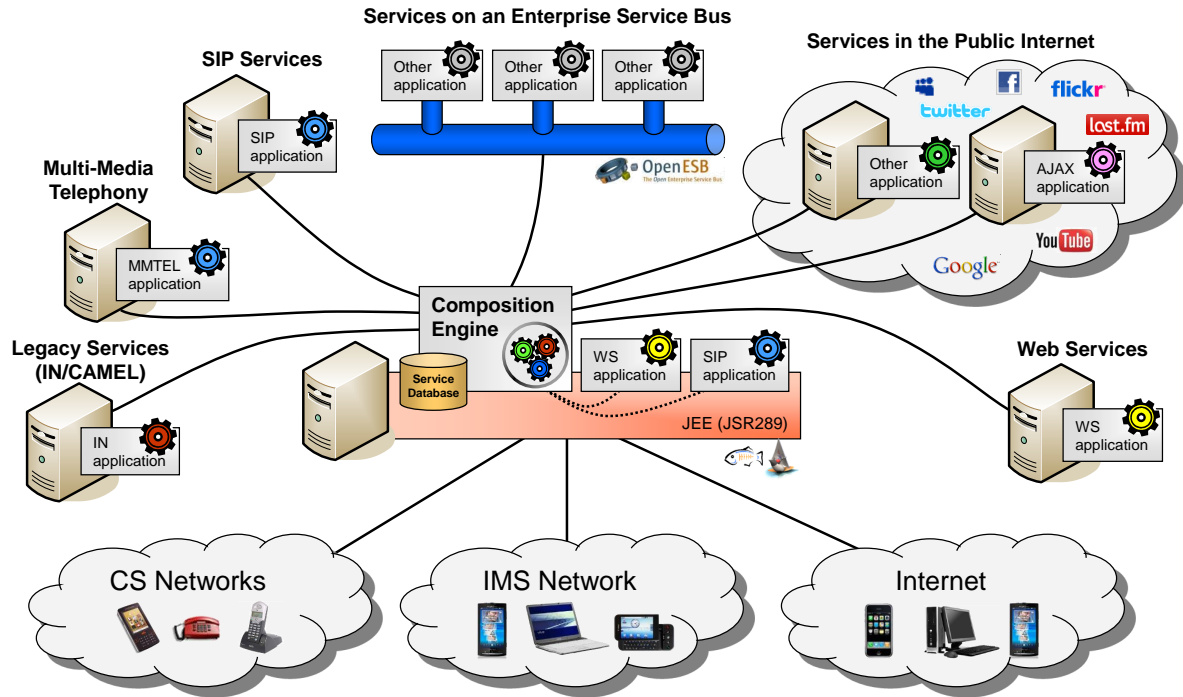 Services on an Enterprise Service Bus
Other
application
Other
application
Other
application
OpenESB
The Open Enterprise Service Bus
Services in the Public Internet
flickr
twitter
last.fm
Other
application
AJAX
application
YouTube
Google
SIP Services
SIP
application
Multi-Media
Telephony
MMTEL
application
Legacy Services
(IN/CAMEL)
IN
application
Composition
Engine
Service
Database
WS
application
SIP
application
JEE (JSR289)
Web Services
WS
application
CS Networks
IMS Network
Internet